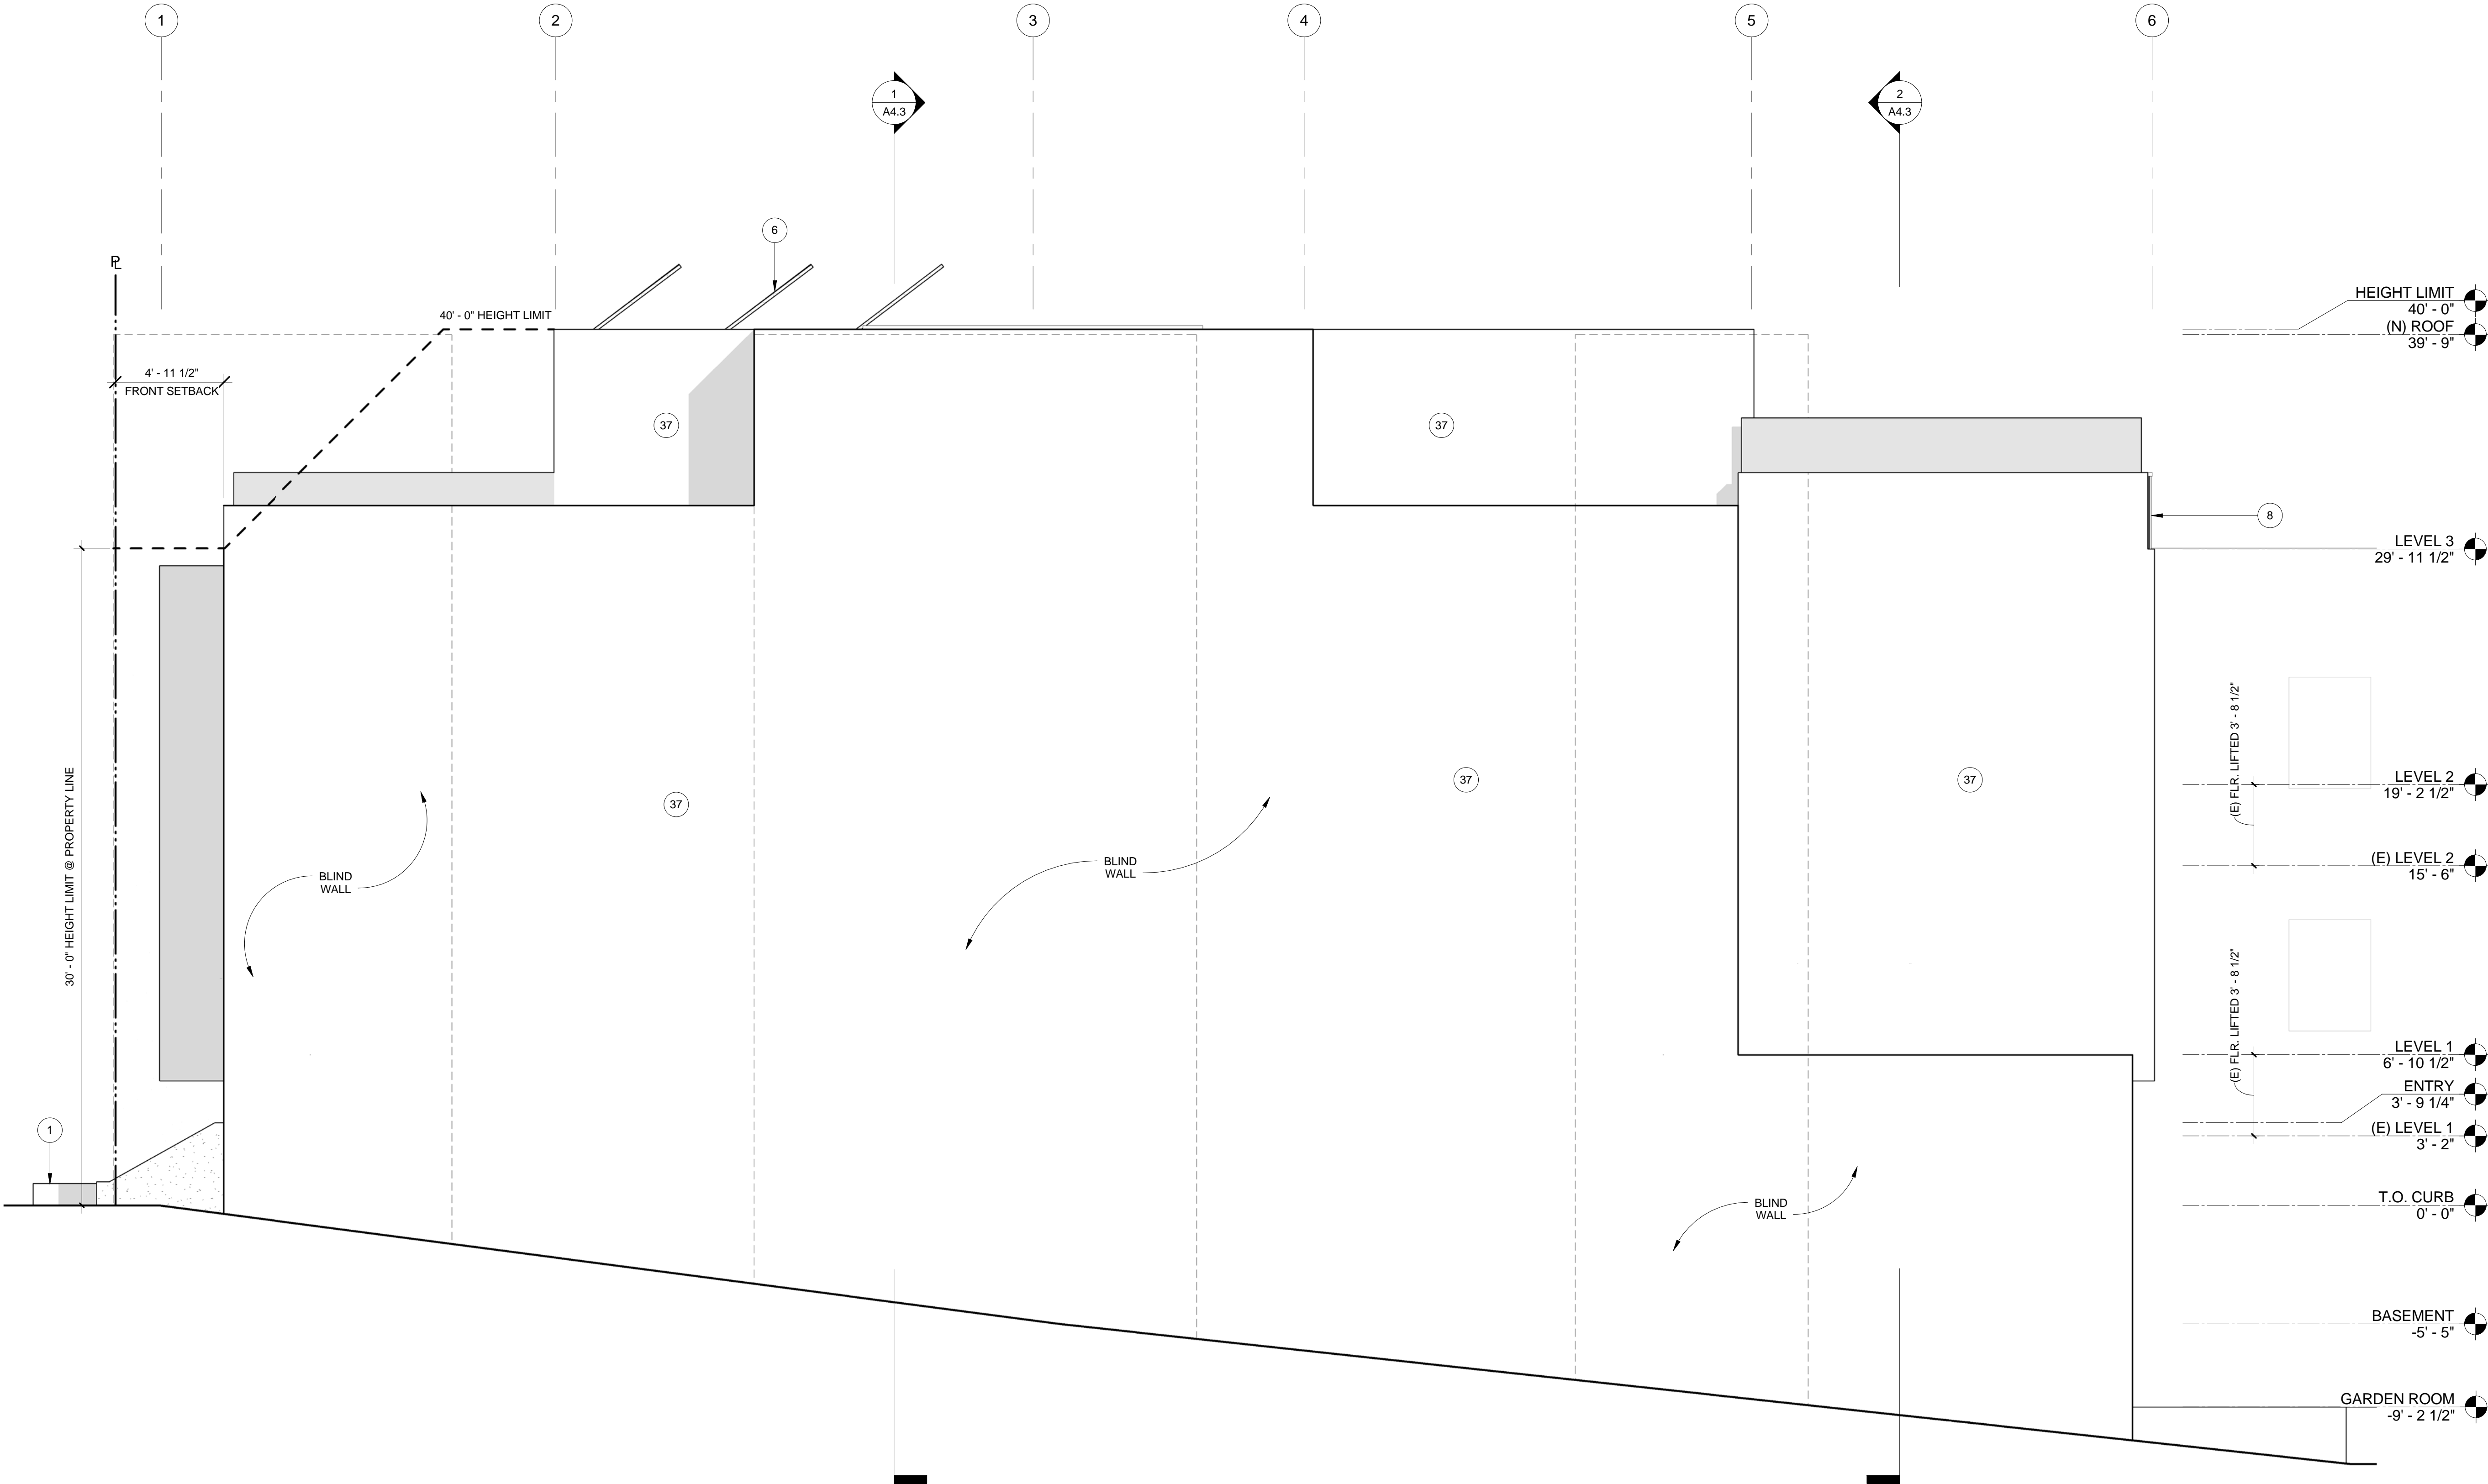 1
2
3
4
5
6
1
A4.3
2
A4.3
6
PL
40' - 0" HEIGHT LIMIT
HEIGHT LIMIT
40' - 0"
(N) ROOF
39' - 9"
4' - 11 1/2"
FRONT SETBACK
37
37
8
LEVEL 3
29' - 11 1/2"
30' - 0" HEIGHT LIMIT @ PROPERTY LINE
(E) FLR. LIFTED 3' - 8 1/2"
LEVEL 2
19' - 2 1/2"
37
37
37
BLIND
WALL
BLIND
WALL
(E) LEVEL 2
15' - 6"
(E) FLR. LIFTED 3' - 8 1/2"
LEVEL 1
6' - 10 1/2"
ENTRY
3' - 9 1/4"
1
(E) LEVEL 1
3' - 2"
BLIND
WALL
T.O. CURB
0' - 0"
BASEMENT
-5' - 5"
GARDEN ROOM
-9' - 2 1/2"